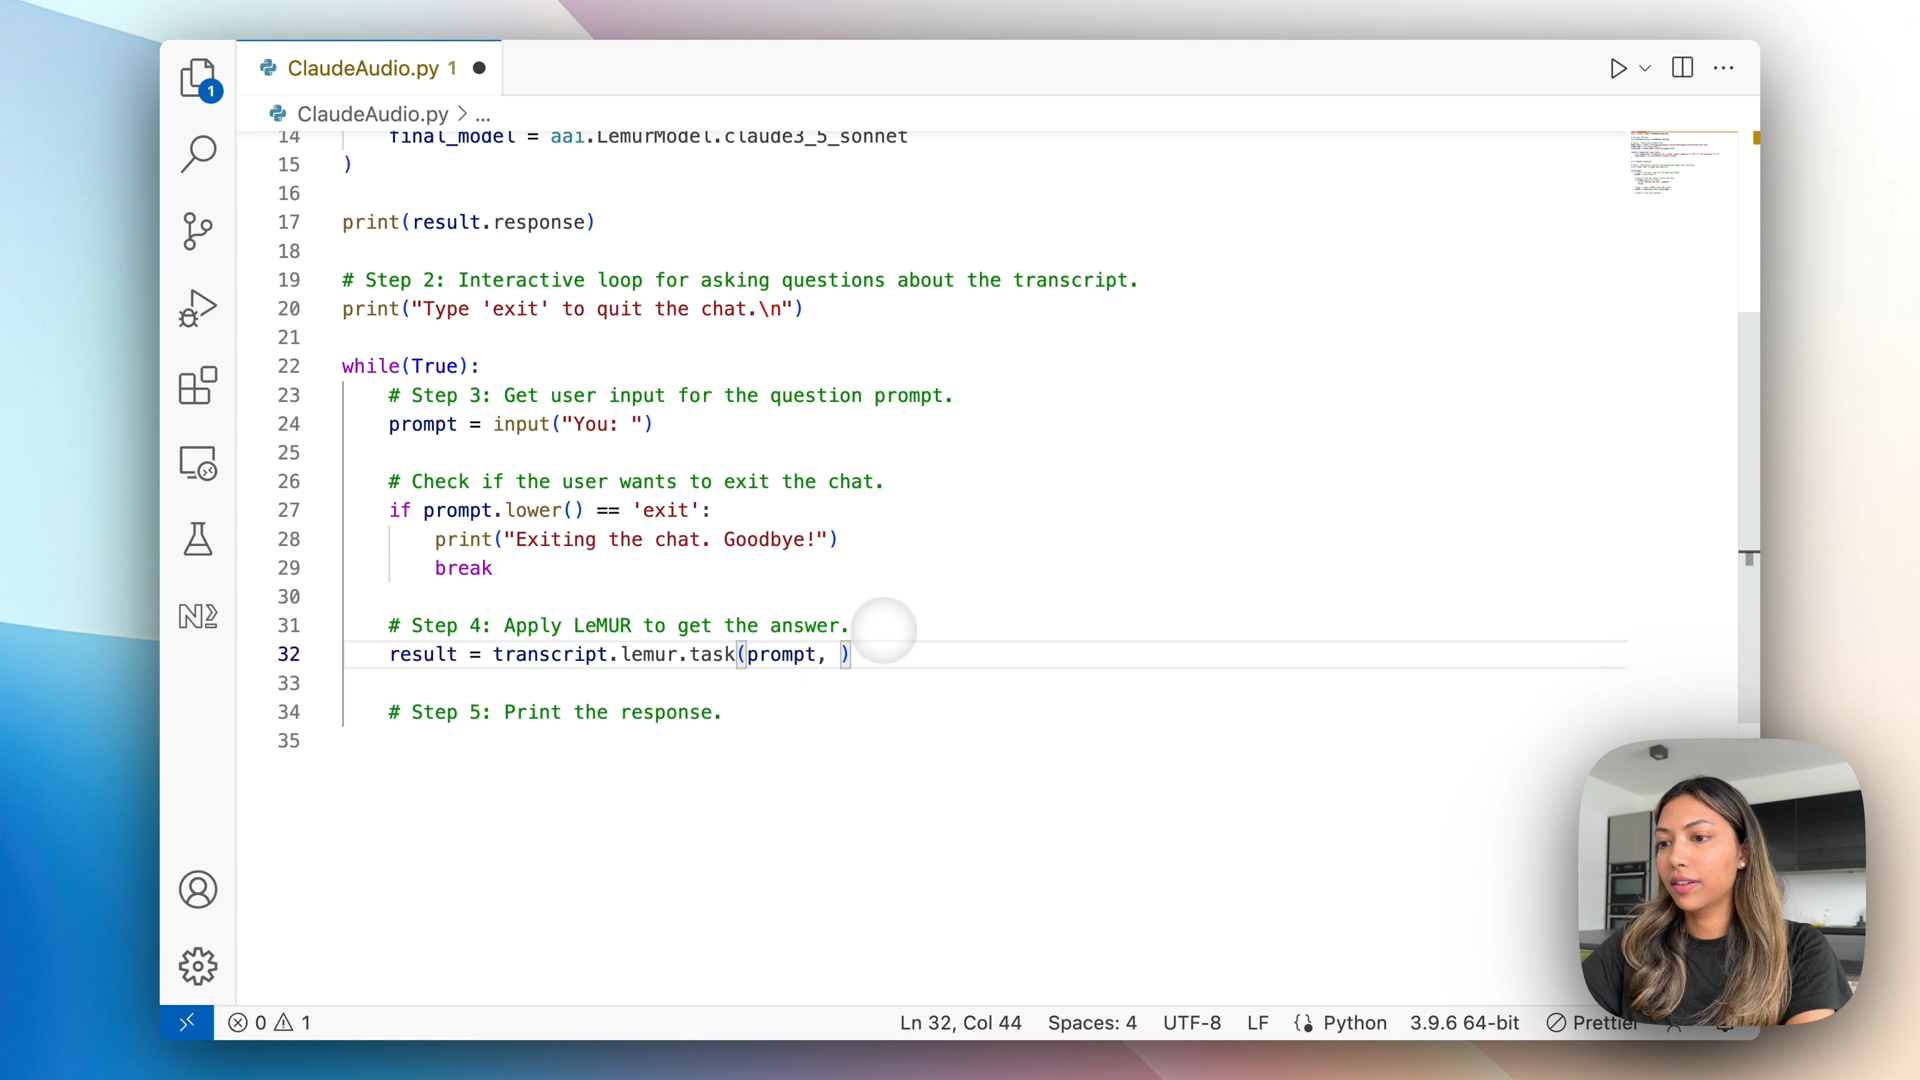 1
ClaudeAudio.py 1
ClaudeAudio.py > ...
14 final_model = aai.LemurModel.claude3_5_sonnet
15 )
16
17 print(result.response)
18
19 # Step 2: Interactive loop for asking questions about the transcript.
20 print("Type 'exit' to quit the chat.\n")
21
22 while(True):
23 # Step 3: Get user input for the question prompt.
24 prompt = input("You: ")
25
26 # Check if the user wants to exit the chat.
27 if prompt.lower() == 'exit':
28 print("Exiting the chat. Goodbye!")
29 break
30
31 # Step 4: Apply LeMUR to get the answer.
32 result = transcript.lemur.task(prompt, )
33
34 # Step 5: Print the response.
35
0 1 Ln 32, Col 44 Spaces: 4 UTF-8 LF Python 3.9.6 64-bit Prettier